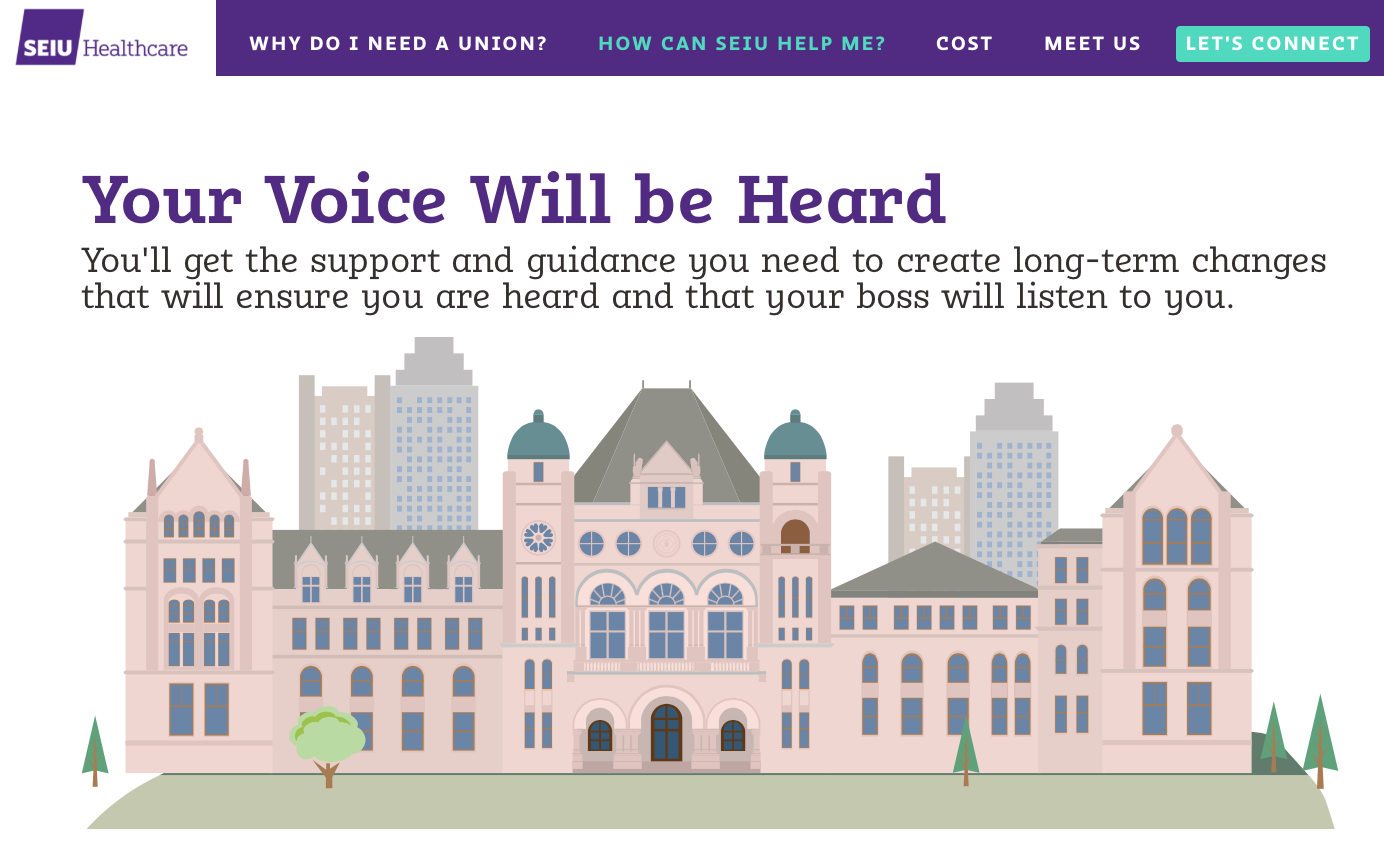 SEIU Healthcare
WHY DO I NEED A UNION? HOW CAN SEIU HELP ME? COST MEET US LET'S CONNECT
Your Voice Will be Heard
You'll get the support and guidance you need to create long-term changes
that will ensure you are heard and that your boss will listen to you.